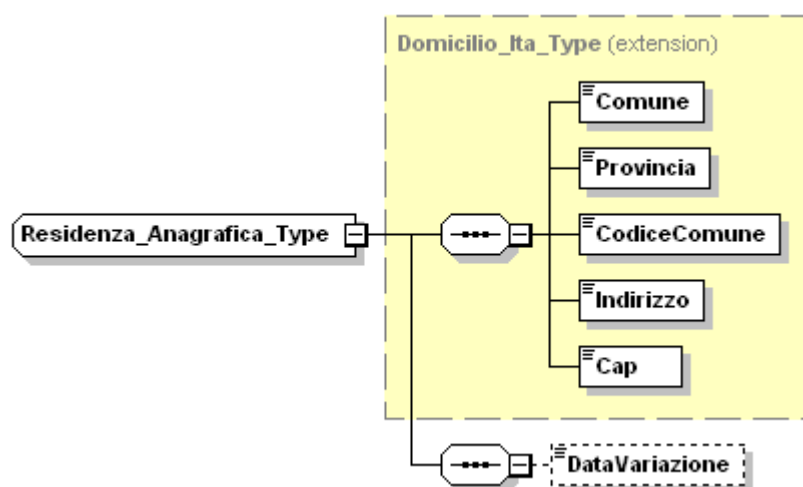 Domicilio_Ita_Type (extension)
Comune
Provincia
Residenza_Anagrafica_Type
CodiceComune
Indirizzo
Cap
DataVariazione